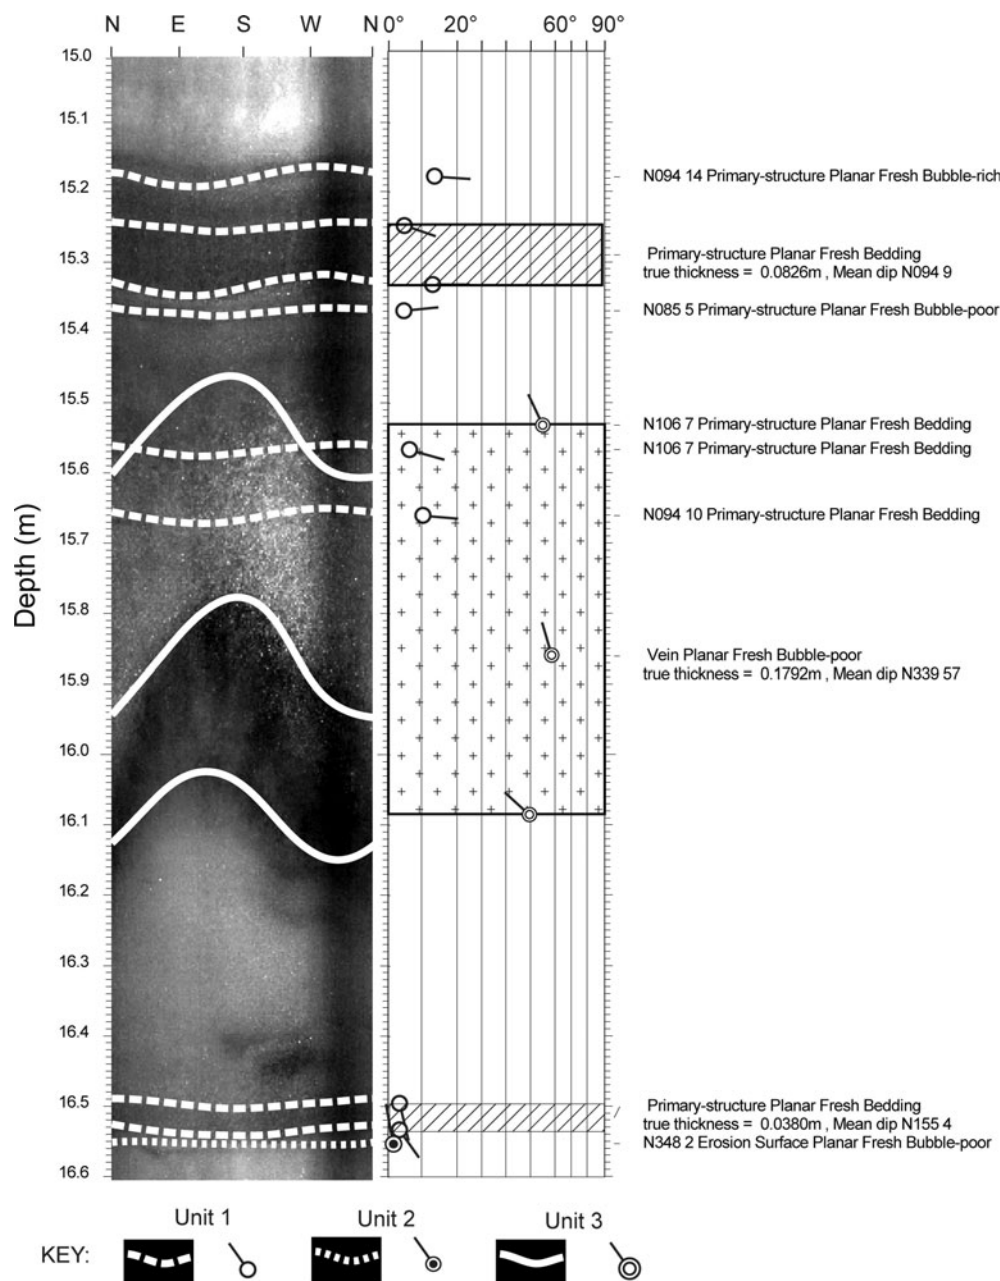 N E S W N 0° 20° 60° 90°
15.0
15.1
15.2
15.3
15.4
15.5
15.6
15.7
15.8
15.9
16.0
16.1
16.2
16.3
16.4
16.5
16.6
Depth (m)
N094 14 Primary-structure Planar Fresh Bubble-rich
Primary-structure Planar Fresh Bedding
true thickness = 0.0826m , Mean dip N094 9
N085 5 Primary-structure Planar Fresh Bubble-poor
N106 7 Primary-structure Planar Fresh Bedding
N106 7 Primary-structure Planar Fresh Bedding
N094 10 Primary-structure Planar Fresh Bedding
Vein Planar Fresh Bubble-poor
true thickness = 0.1792m , Mean dip N339 57
Primary-structure Planar Fresh Bedding
true thickness = 0.0380m , Mean dip N155 4
N348 2 Erosion Surface Planar Fresh Bubble-poor
Unit 1 Unit 2 Unit 3
KEY: